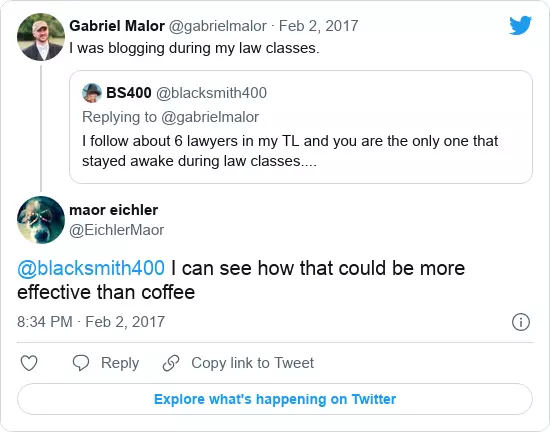 Gabriel Malor @gabrielmalor · Feb 2, 2017
I was blogging during my law classes.
BS400 @blacksmith400
Replying to @gabrielmalor
I follow about 6 lawyers in my TL and you are the only one that
stayed awake during law classes....
maor eichler
@EichlerMaor
@blacksmith400 I can see how that could be more
effective than coffee
8:34 PM · Feb 2, 2017
Reply
Copy link to Tweet
Explore what's happening on Twitter